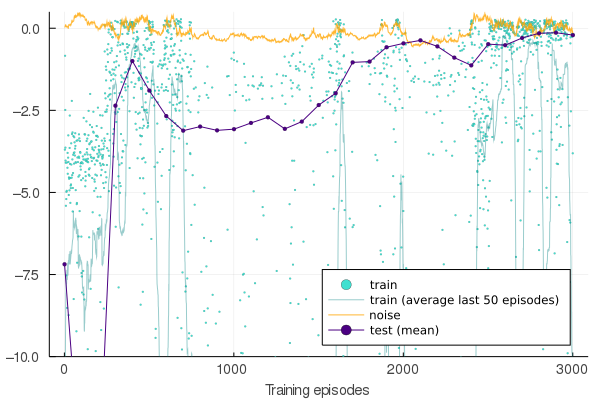 0.0
−2.5
−5.0
−7.5
−10.0
train
train (average last 50 episodes)
noise
test (mean)
0
1000
2000
3000
Training episodes